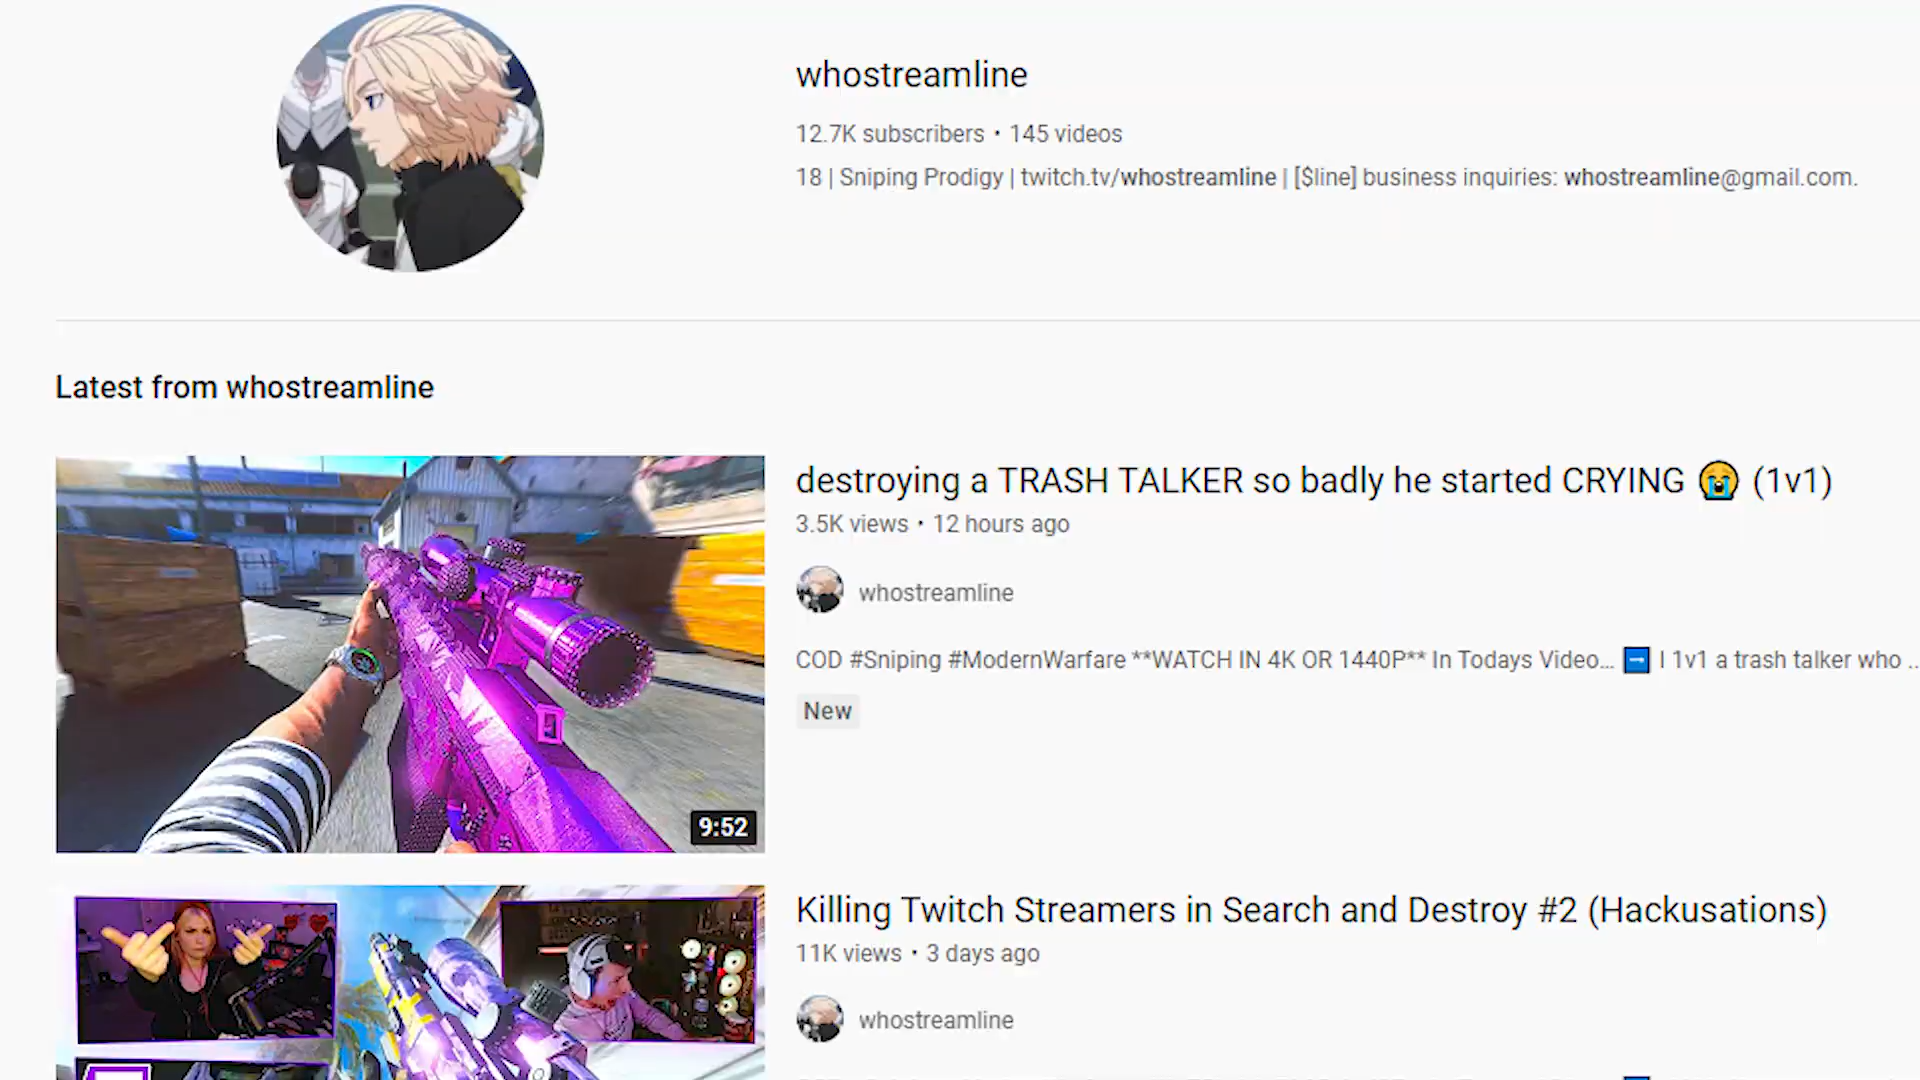 whostreamline
12.7K subscribers • 145 videos
18 | Sniping Prodigy | twitch.tv/whostreamline | [$line] business inquiries: whostreamline@gmail.com.
Latest from whostreamline
destroying a TRASH TALKER so badly he started CRYING 😭 (1v1)
3.5K views • 12 hours ago
whostreamline
COD #Sniping #ModernWarfare **WATCH IN 4K OR 1440P** In Todays Video... ➡️ I 1v1 a trash talker who ...
New
9:52
Killing Twitch Streamers in Search and Destroy #2 (Hackusations)
11K views • 3 days ago
whostreamline